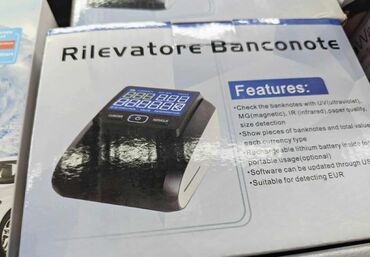 Rilevatore Banconote
Features:
•Check the banknotes with UV(ultraviolet),
MG(magnetic), IR (infrared), paper quality,
size detection
•Show pieces of banknotes and total value
each currency type
•Rechargeable lithium battery inside for
portable usage(optional)
•Software can be updated through US
•Suitable for detecting EUR